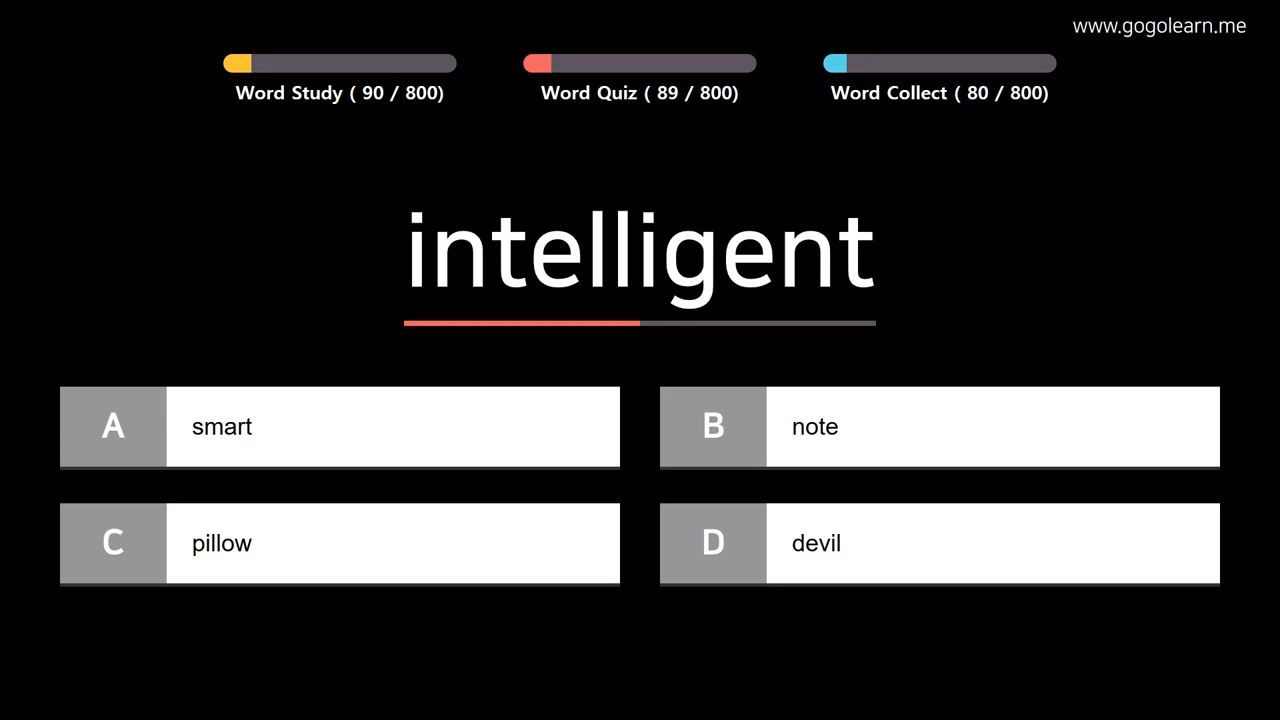 www.gogolearn.me
Word Study ( 90 / 800)
Word Quiz ( 89 / 800)
Word Collect ( 80 / 800)
intelligent
A smart
B note
C pillow
D devil